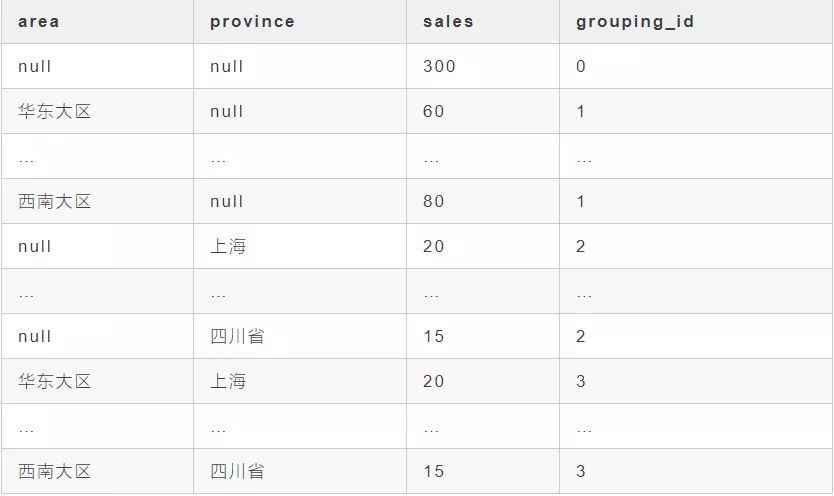 area province sales grouping_id
null null 300 0
华东大区 null 60 1
… … … …
西南大区 null 80 1
null 上海 20 2
… … … …
null 四川省 15 2
华东大区 上海 20 3
… … … …
西南大区 四川省 15 3